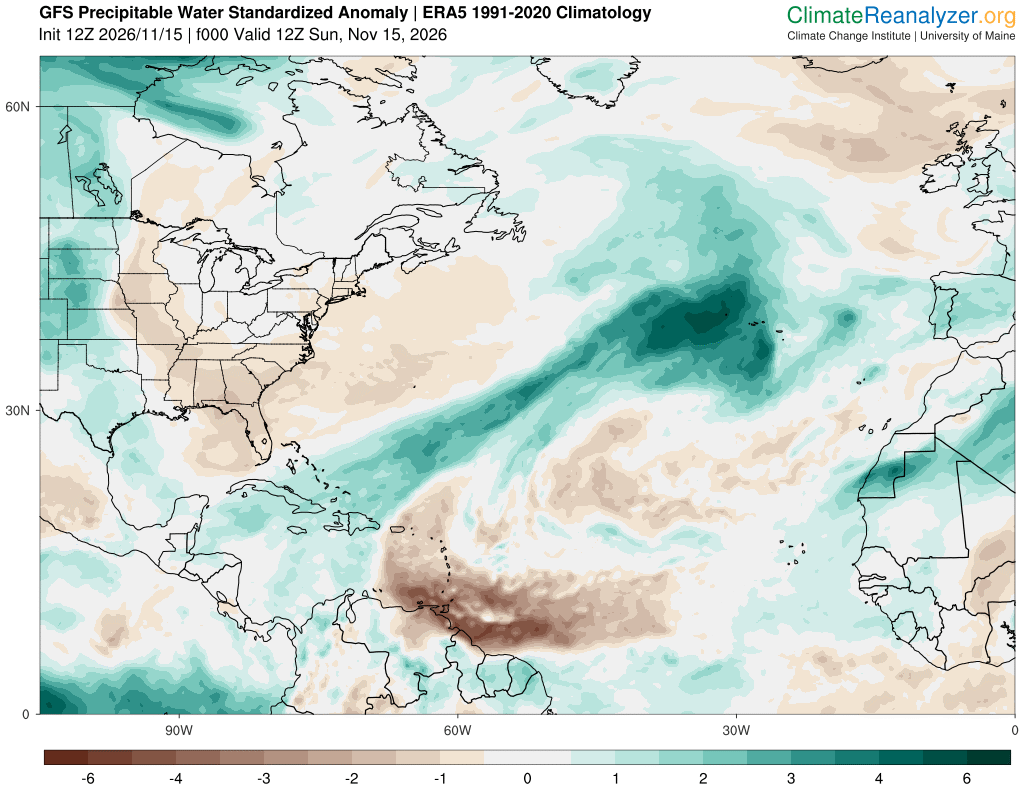 GFS Precipitable Water Standardized Anomaly | ERA5 1991-2020 Climatology
Init 12Z 2026/11/15 | f000 Valid 12Z Sun, Nov 15, 2026
ClimateReanalyzer.org
Climate Change Institute | University of Maine
60N
30N
0
90W
60W
30W
0
-6
-4
-3
-2
-1
0
1
2
3
4
6